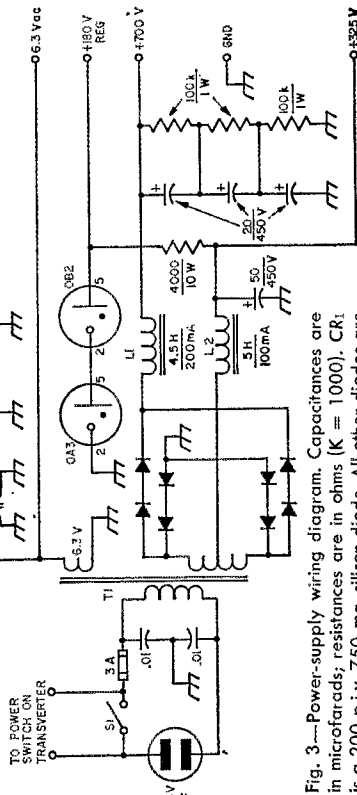 6.3 Vac
+180 V
REG
+700 V
GND
+325 V
100 k
1 W
100 k
1 W
20
450 V
4000
10 W
50
450 V
OB2
5
2
OA3
5
2
L1
4.5 H
200 mA
L2
5 H
100 mA
6.3 V
T1
3 A
.01
.01
S1
TO POWER
SWITCH ON
TRANSVERTER
V
Fig. 3—Power-supply wiring diagram. Capacitances are
in microfarads; resistances are in ohms (K = 1000). CR1
is a 200 p.i.v. 750 ma. silicon diode. All other diodes are